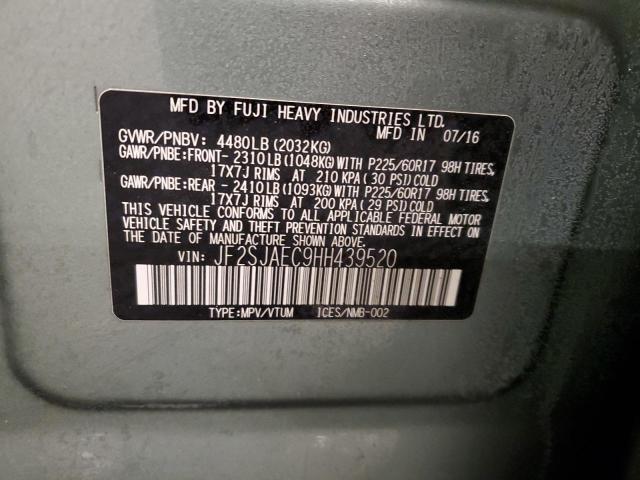 MFD BY FUJI HEAVY INDUSTRIES LTD.
MFD IN 07/16
GVWR/PNBV: 4480LB (2032KG)
GAWR/PNBE:FRONT- 2310LB(1048KG)WITH P225/60R17 98H TIRES,
17X7J RIMS AT 210 KPA( 30 PSI)COLD
GAWR/PNBE:REAR - 2410LB(1093KG)WITH P225/60R17 98H TIRES,
17X7J RIMS AT 200 KPA( 29 PSI)COLD
THIS VEHICLE CONFORMS TO ALL APPLICABLE FEDERAL MOTOR
VEHICLE SAFETY AND THEFT PREVENTION STANDARDS IN EFFECT ON
THE DATE OF MANUFACTURE SHOWN ABOVE.
VIN: JF2SJAEC9HH439520
TYPE:MPV/VTUM ICES/NMB-002